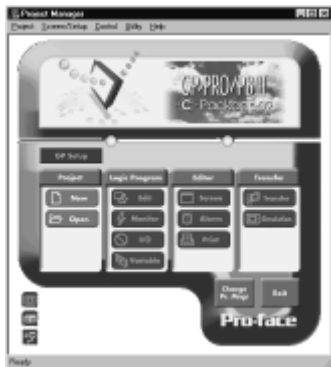 Project Manager
Project Screen/Setup Control Utility Help
GP-PRO/PBIII
C-Package02
GP Setup
Project Logic Program Editor Transfer
New Edit Screen Transfer
Open Monitor Alarm Simulation
I/O Print
Variable
Change Pr. Mngr Exit
Pro-face
Ready